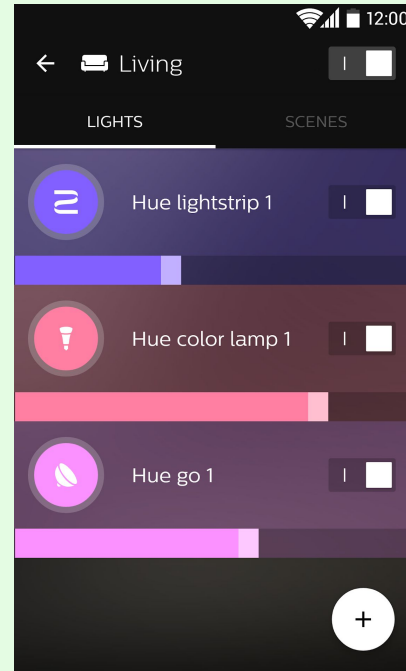 12:00
Living
LIGHTS
SCENES
Hue lightstrip 1
Hue color lamp 1
Hue go 1